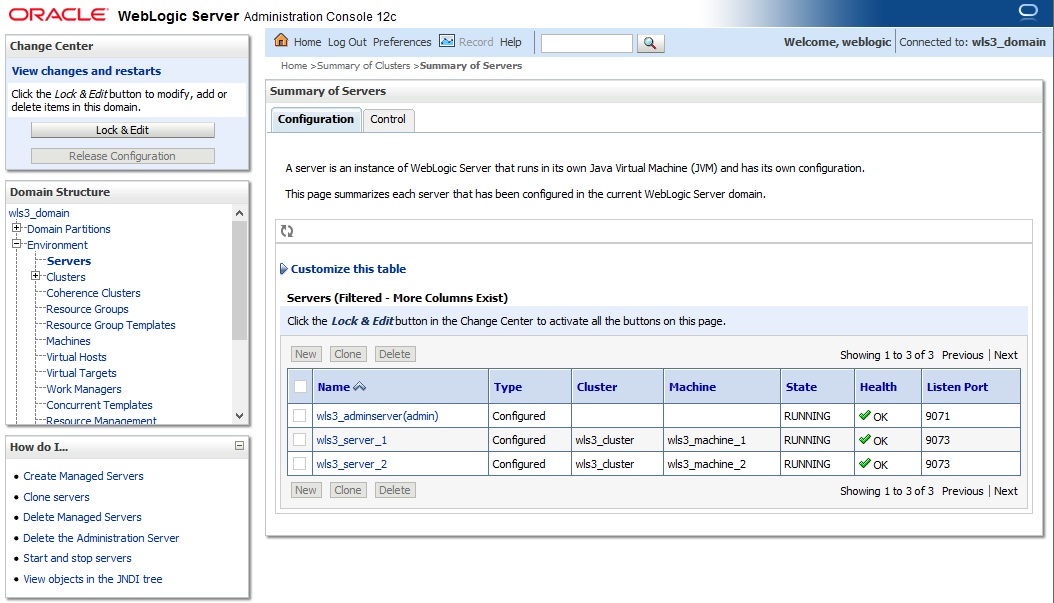 ORACLE® WebLogic Server Administration Console 12c
Change Center
View changes and restarts
Click the Lock & Edit button to modify, add or
delete items in this domain.
Lock & Edit
Release Configuration
Domain Structure
wls3_domain
Domain Partitions
Environment
Servers
Clusters
Coherence Clusters
Resource Groups
Resource Group Templates
Machines
Virtual Hosts
Virtual Targets
Work Managers
Concurrent Templates
Resource Management
How do I...
Create Managed Servers
Clone servers
Delete Managed Servers
Delete the Administration Server
Start and stop servers
View objects in the JNDI tree
Home Log Out Preferences Record Help
Welcome, weblogic Connected to: wls3_domain
Home >Summary of Clusters >Summary of Servers
Summary of Servers
Configuration Control
A server is an instance of WebLogic Server that runs in its own Java Virtual Machine (JVM) and has its own configuration.
This page summarizes each server that has been configured in the current WebLogic Server domain.
Customize this table
Servers (Filtered - More Columns Exist)
Click the Lock & Edit button in the Change Center to activate all the buttons on this page.
New Clone Delete Showing 1 to 3 of 3 Previous | Next
Name Type Cluster Machine State Health Listen Port
wls3_adminserver(admin) Configured RUNNING OK 9071
wls3_server_1 Configured wls3_cluster wls3_machine_1 RUNNING OK 9073
wls3_server_2 Configured wls3_cluster wls3_machine_2 RUNNING OK 9073
New Clone Delete Showing 1 to 3 of 3 Previous | Next